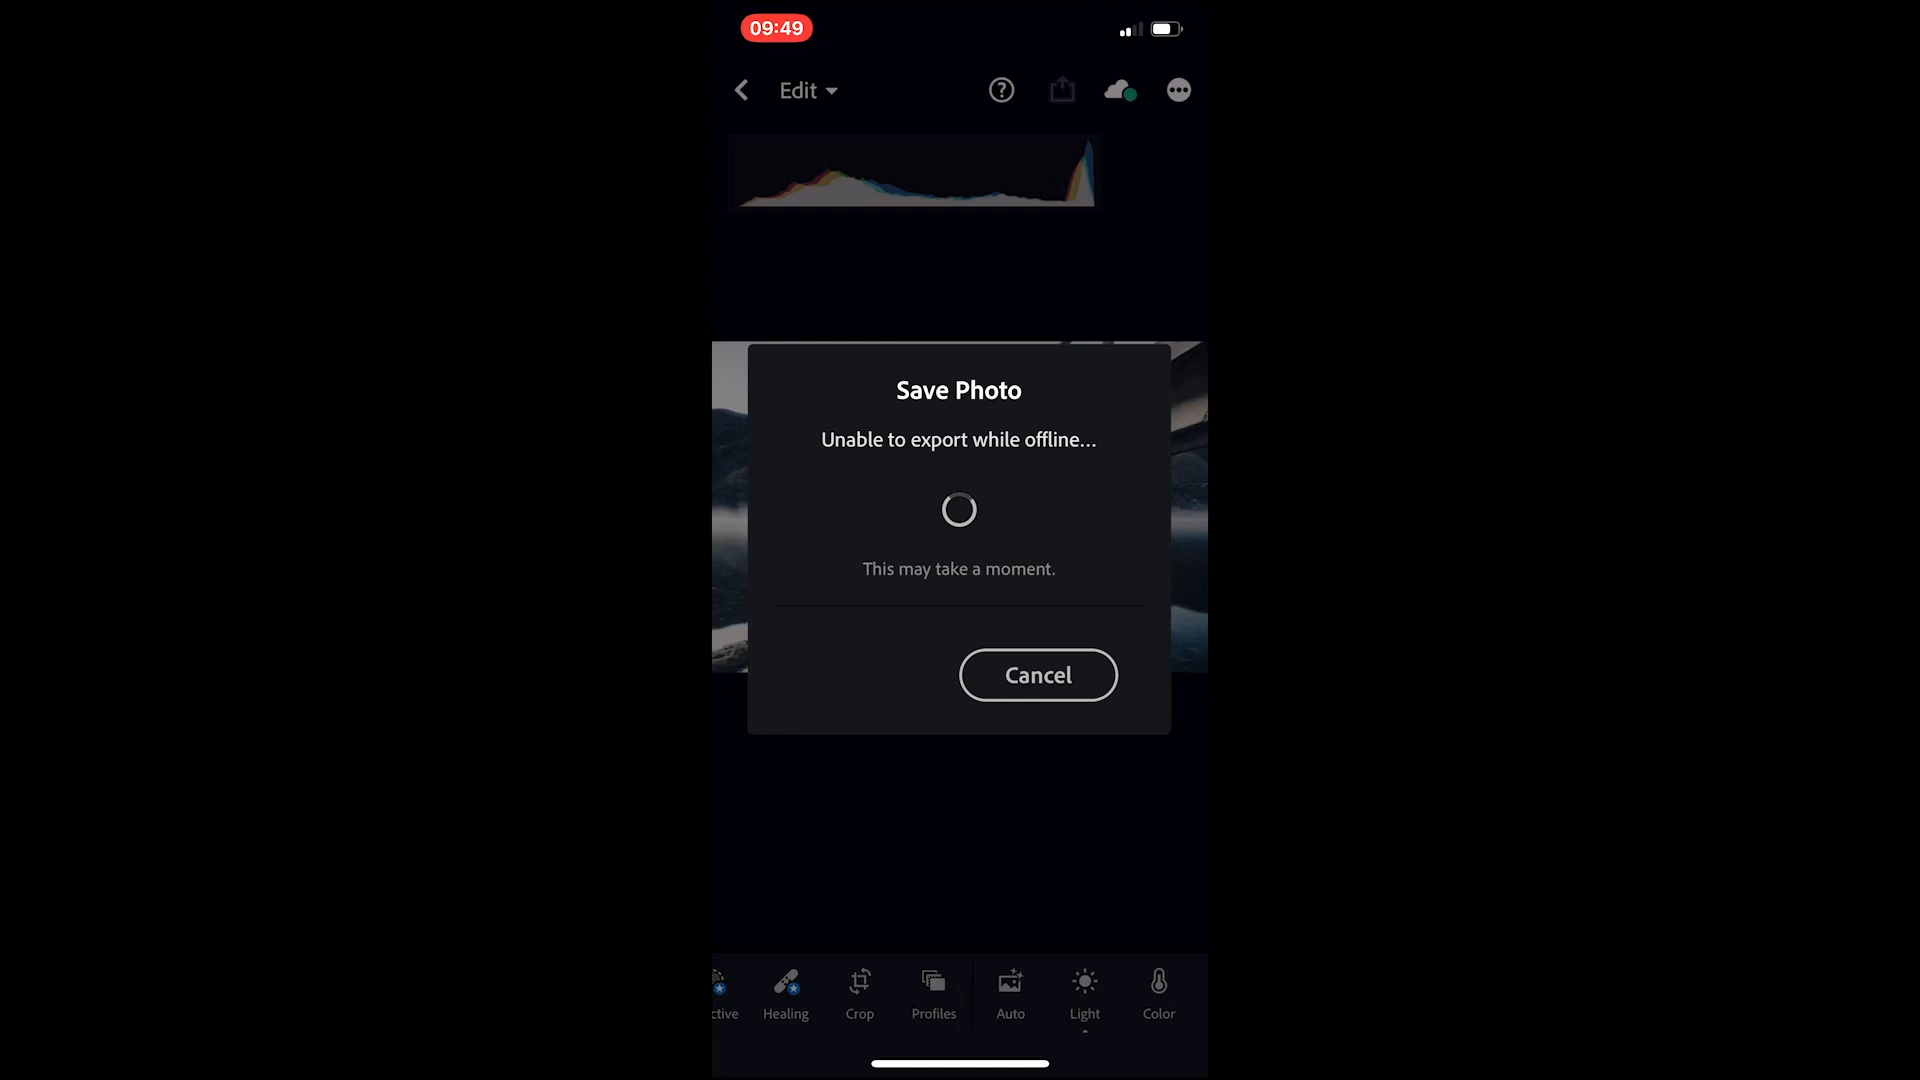 09:49
Edit
Save Photo
Unable to export while offline...
This may take a moment.
Cancel
ctive Healing Crop Profiles Auto Light Color